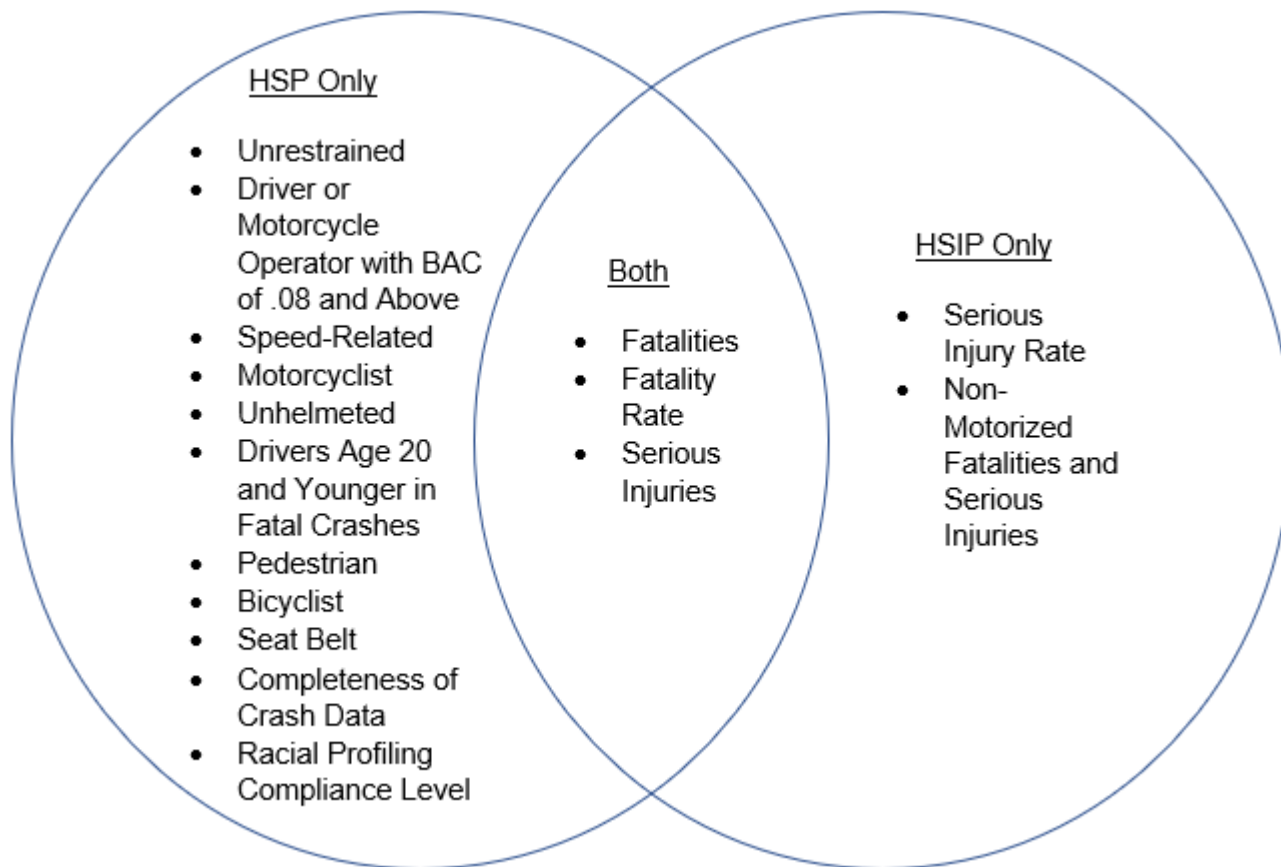 HSP Only
• Unrestrained
• Driver or
Motorcycle
Operator with BAC
of .08 and Above
• Speed-Related
• Motorcyclist
• Unhelmeted
• Drivers Age 20
and Younger in
Fatal Crashes
• Pedestrian
• Bicyclist
• Seat Belt
• Completeness of
Crash Data
• Racial Profiling
Compliance Level
Both
• Fatalities
• Fatality
Rate
• Serious
Injuries
HSIP Only
• Serious
Injury Rate
• Non-
Motorized
Fatalities and
Serious
Injuries